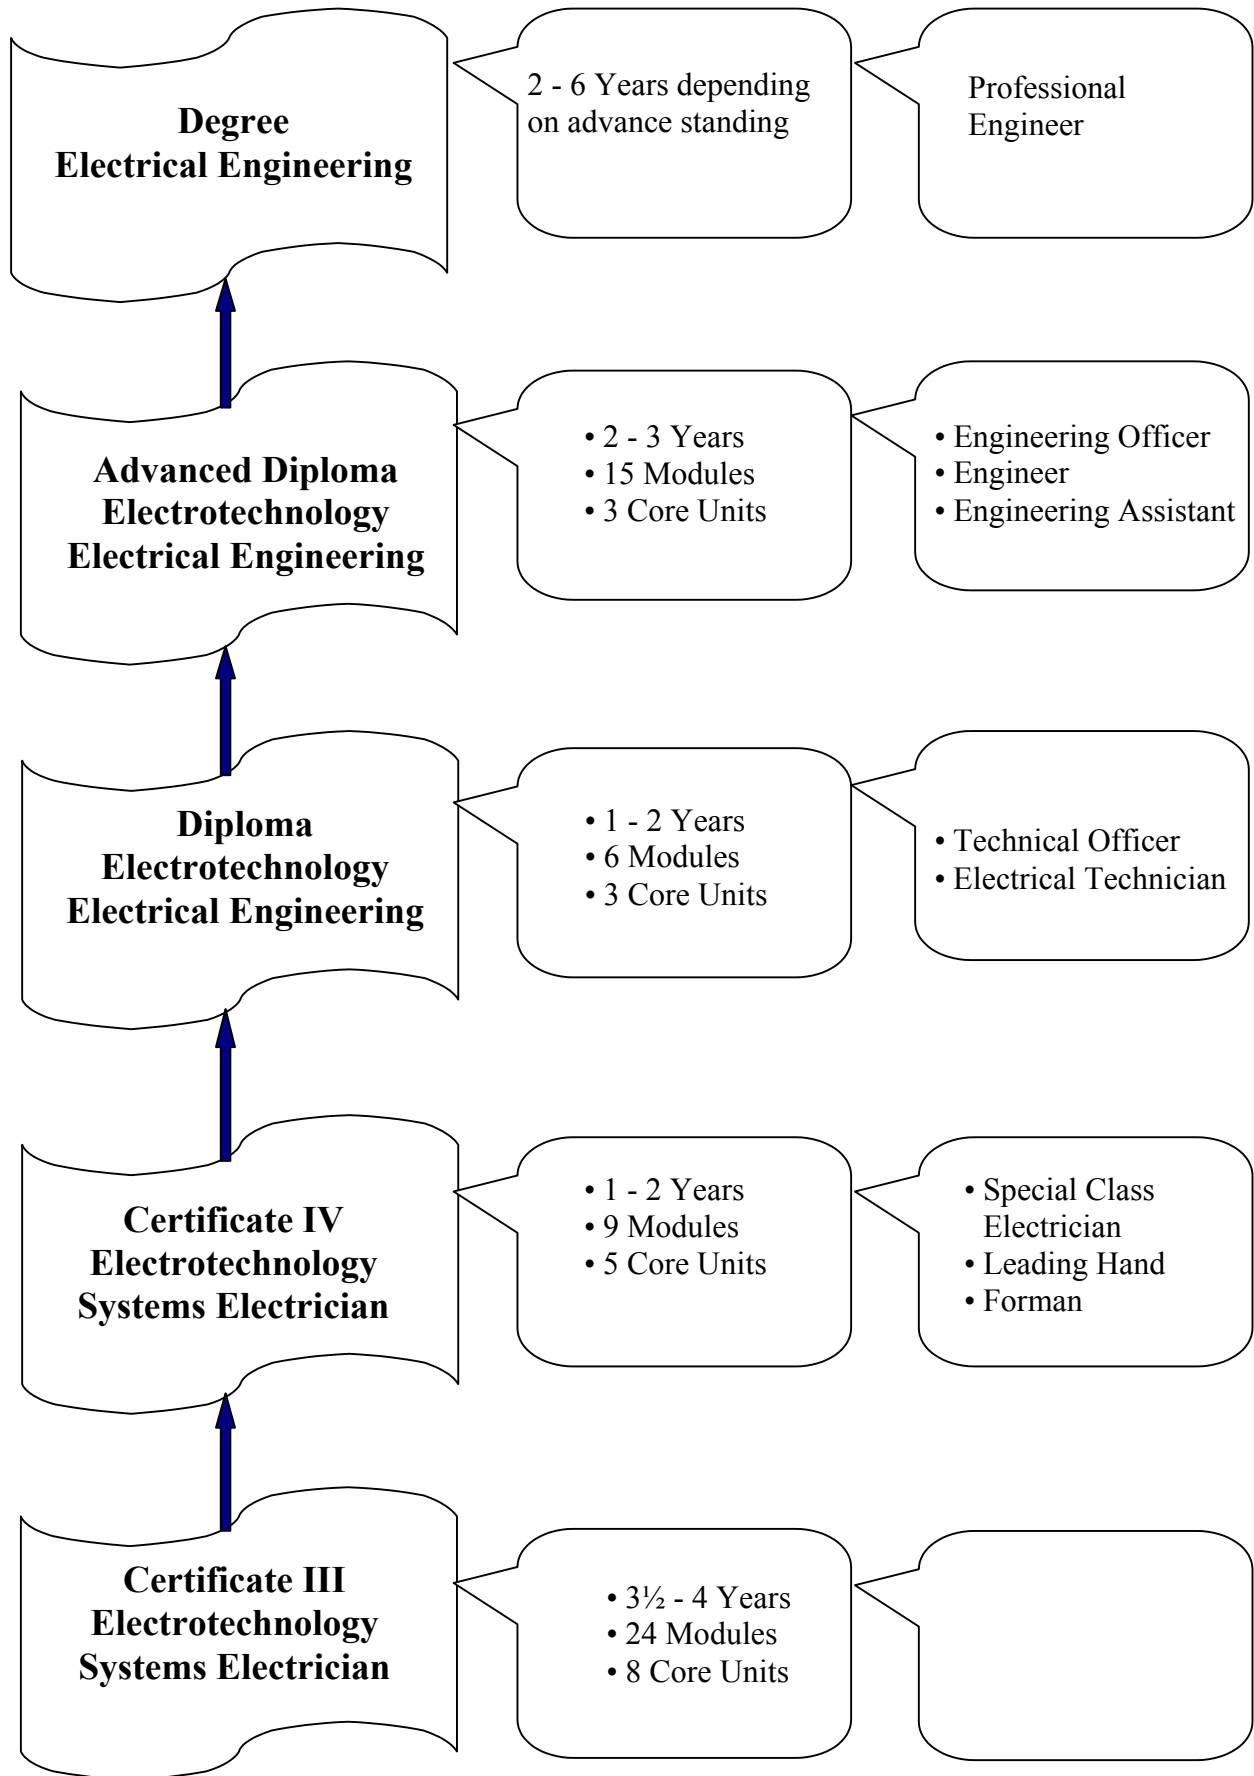 Degree
Electrical Engineering
2 - 6 Years depending
on advance standing
Professional
Engineer
Advanced Diploma
Electrotechnology
Electrical Engineering
• 2 - 3 Years
• 15 Modules
• 3 Core Units
• Engineering Officer
• Engineer
• Engineering Assistant
Diploma
Electrotechnology
Electrical Engineering
• 1 - 2 Years
• 6 Modules
• 3 Core Units
• Technical Officer
• Electrical Technician
Certificate IV
Electrotechnology
Systems Electrician
• 1 - 2 Years
• 9 Modules
• 5 Core Units
• Special Class
Electrician
• Leading Hand
• Forman
Certificate III
Electrotechnology
Systems Electrician
• 3½ - 4 Years
• 24 Modules
• 8 Core Units